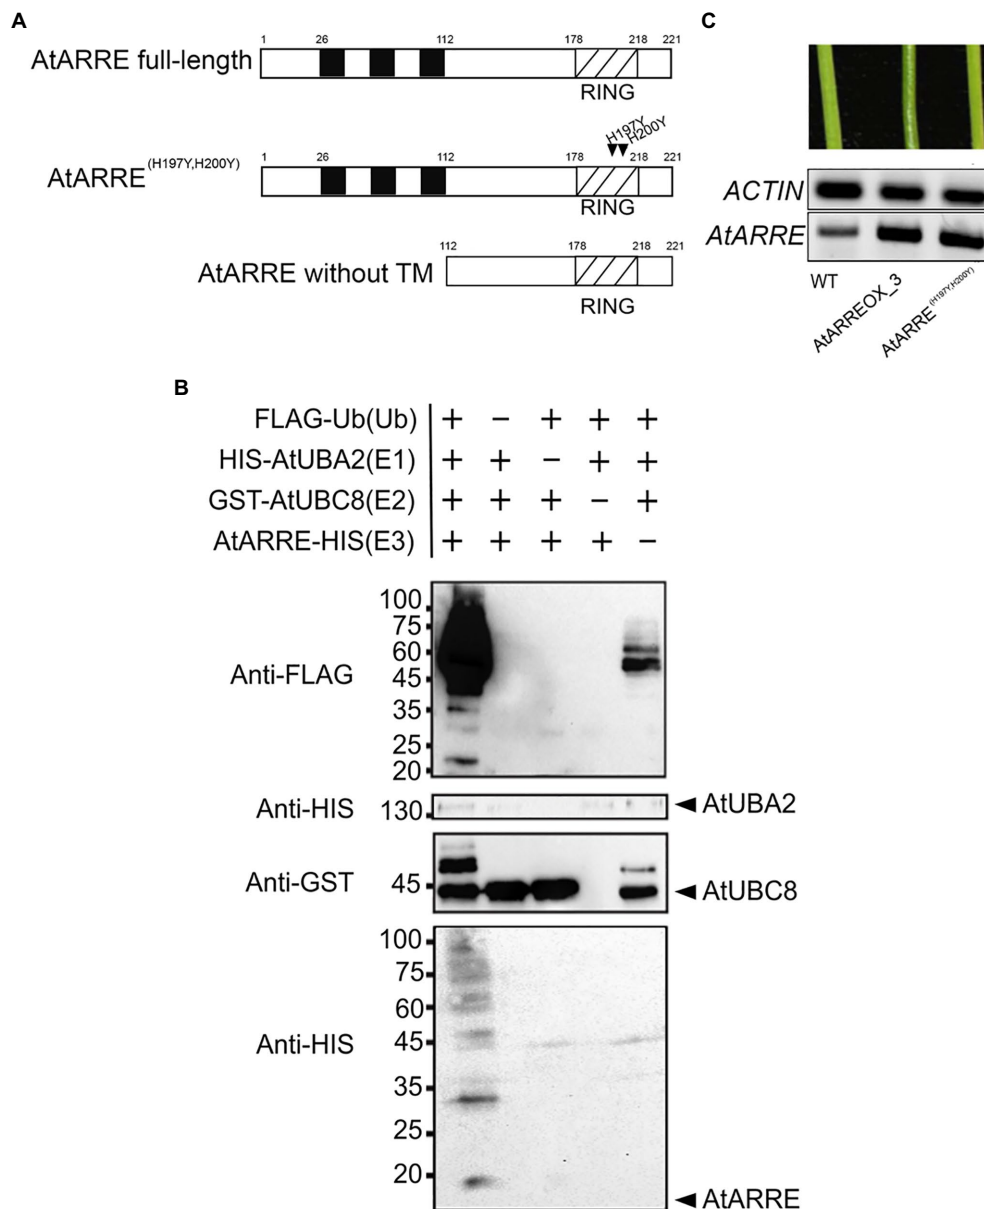 A
1 26 112 178 218 221
AtARRE full-length
RING
H197Y
H200Y
1 26 112 178 218 221
AtARRE(H197Y,H200Y)
RING
112 178 218 221
AtARRE without TM
RING
C
ACTIN
AtARRE
WT
AtARREOX_3
AtARRE(H197Y,H200Y)
B
FLAG-Ub(Ub) + − + + +
HIS-AtUBA2(E1) + + − + +
GST-AtUBC8(E2) + + + − +
AtARRE-HIS(E3) + + + + −
Anti-FLAG
100
75
60
45
35
25
20
Anti-HIS 130 AtUBA2
Anti-GST 45 AtUBC8
Anti-HIS
100
75
60
45
35
25
20
AtARRE